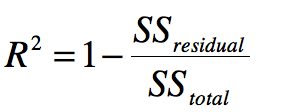 R² = 1 - SS_residual / SS_total